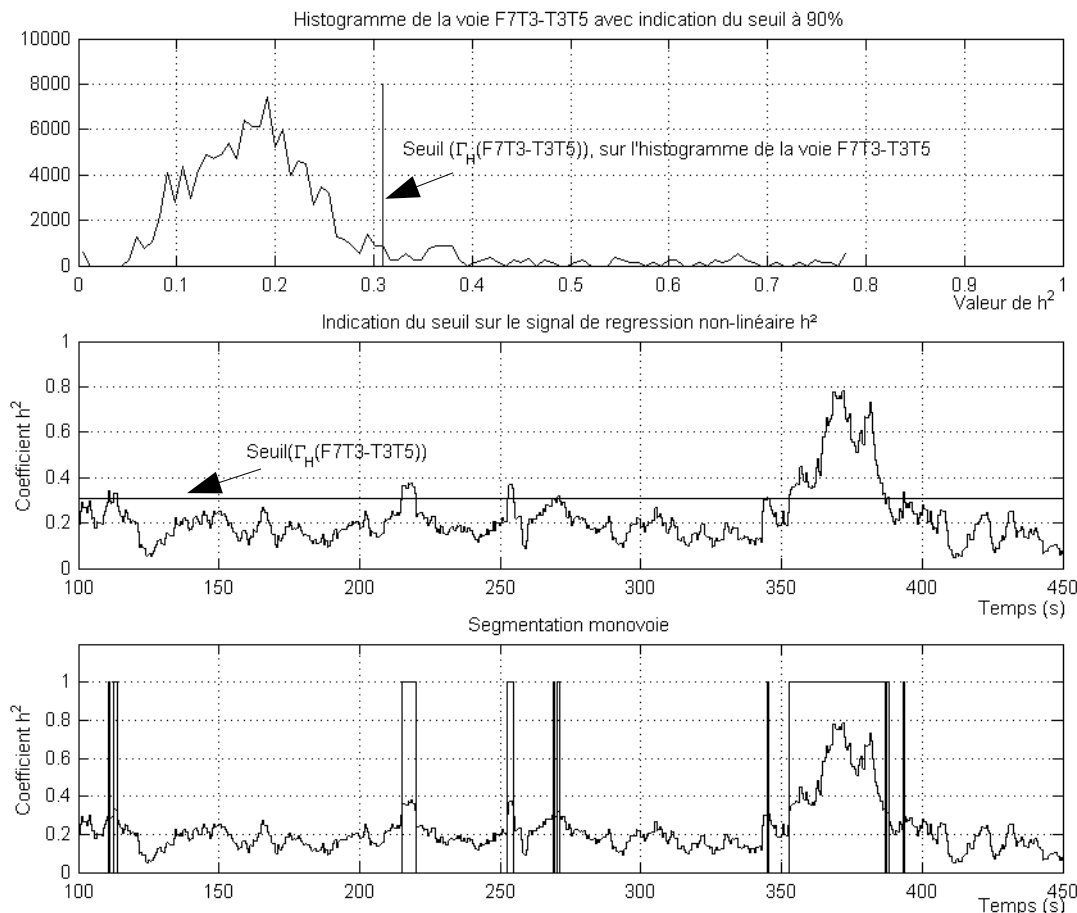 Histogramme de la voie F7T3-T3T5 avec indication du seuil à 90%
10000
8000
6000
4000
2000
0
Seuil (Γ_H(F7T3-T3T5)), sur l'histogramme de la voie F7T3-T3T5
0 0.1 0.2 0.3 0.4 0.5 0.6 0.7 0.8 0.9 1
Valeur de h²
Indication du seuil sur le signal de regression non-linéaire h²
Coefficient h²
1
0.8
0.6
0.4
0.2
0
Seuil(Γ_H(F7T3-T3T5))
100 150 200 250 300 350 400 450
Temps (s)
Segmentation monovoie
Coefficient h²
1
0.8
0.6
0.4
0.2
0
100 150 200 250 300 350 400 450
Temps (s)